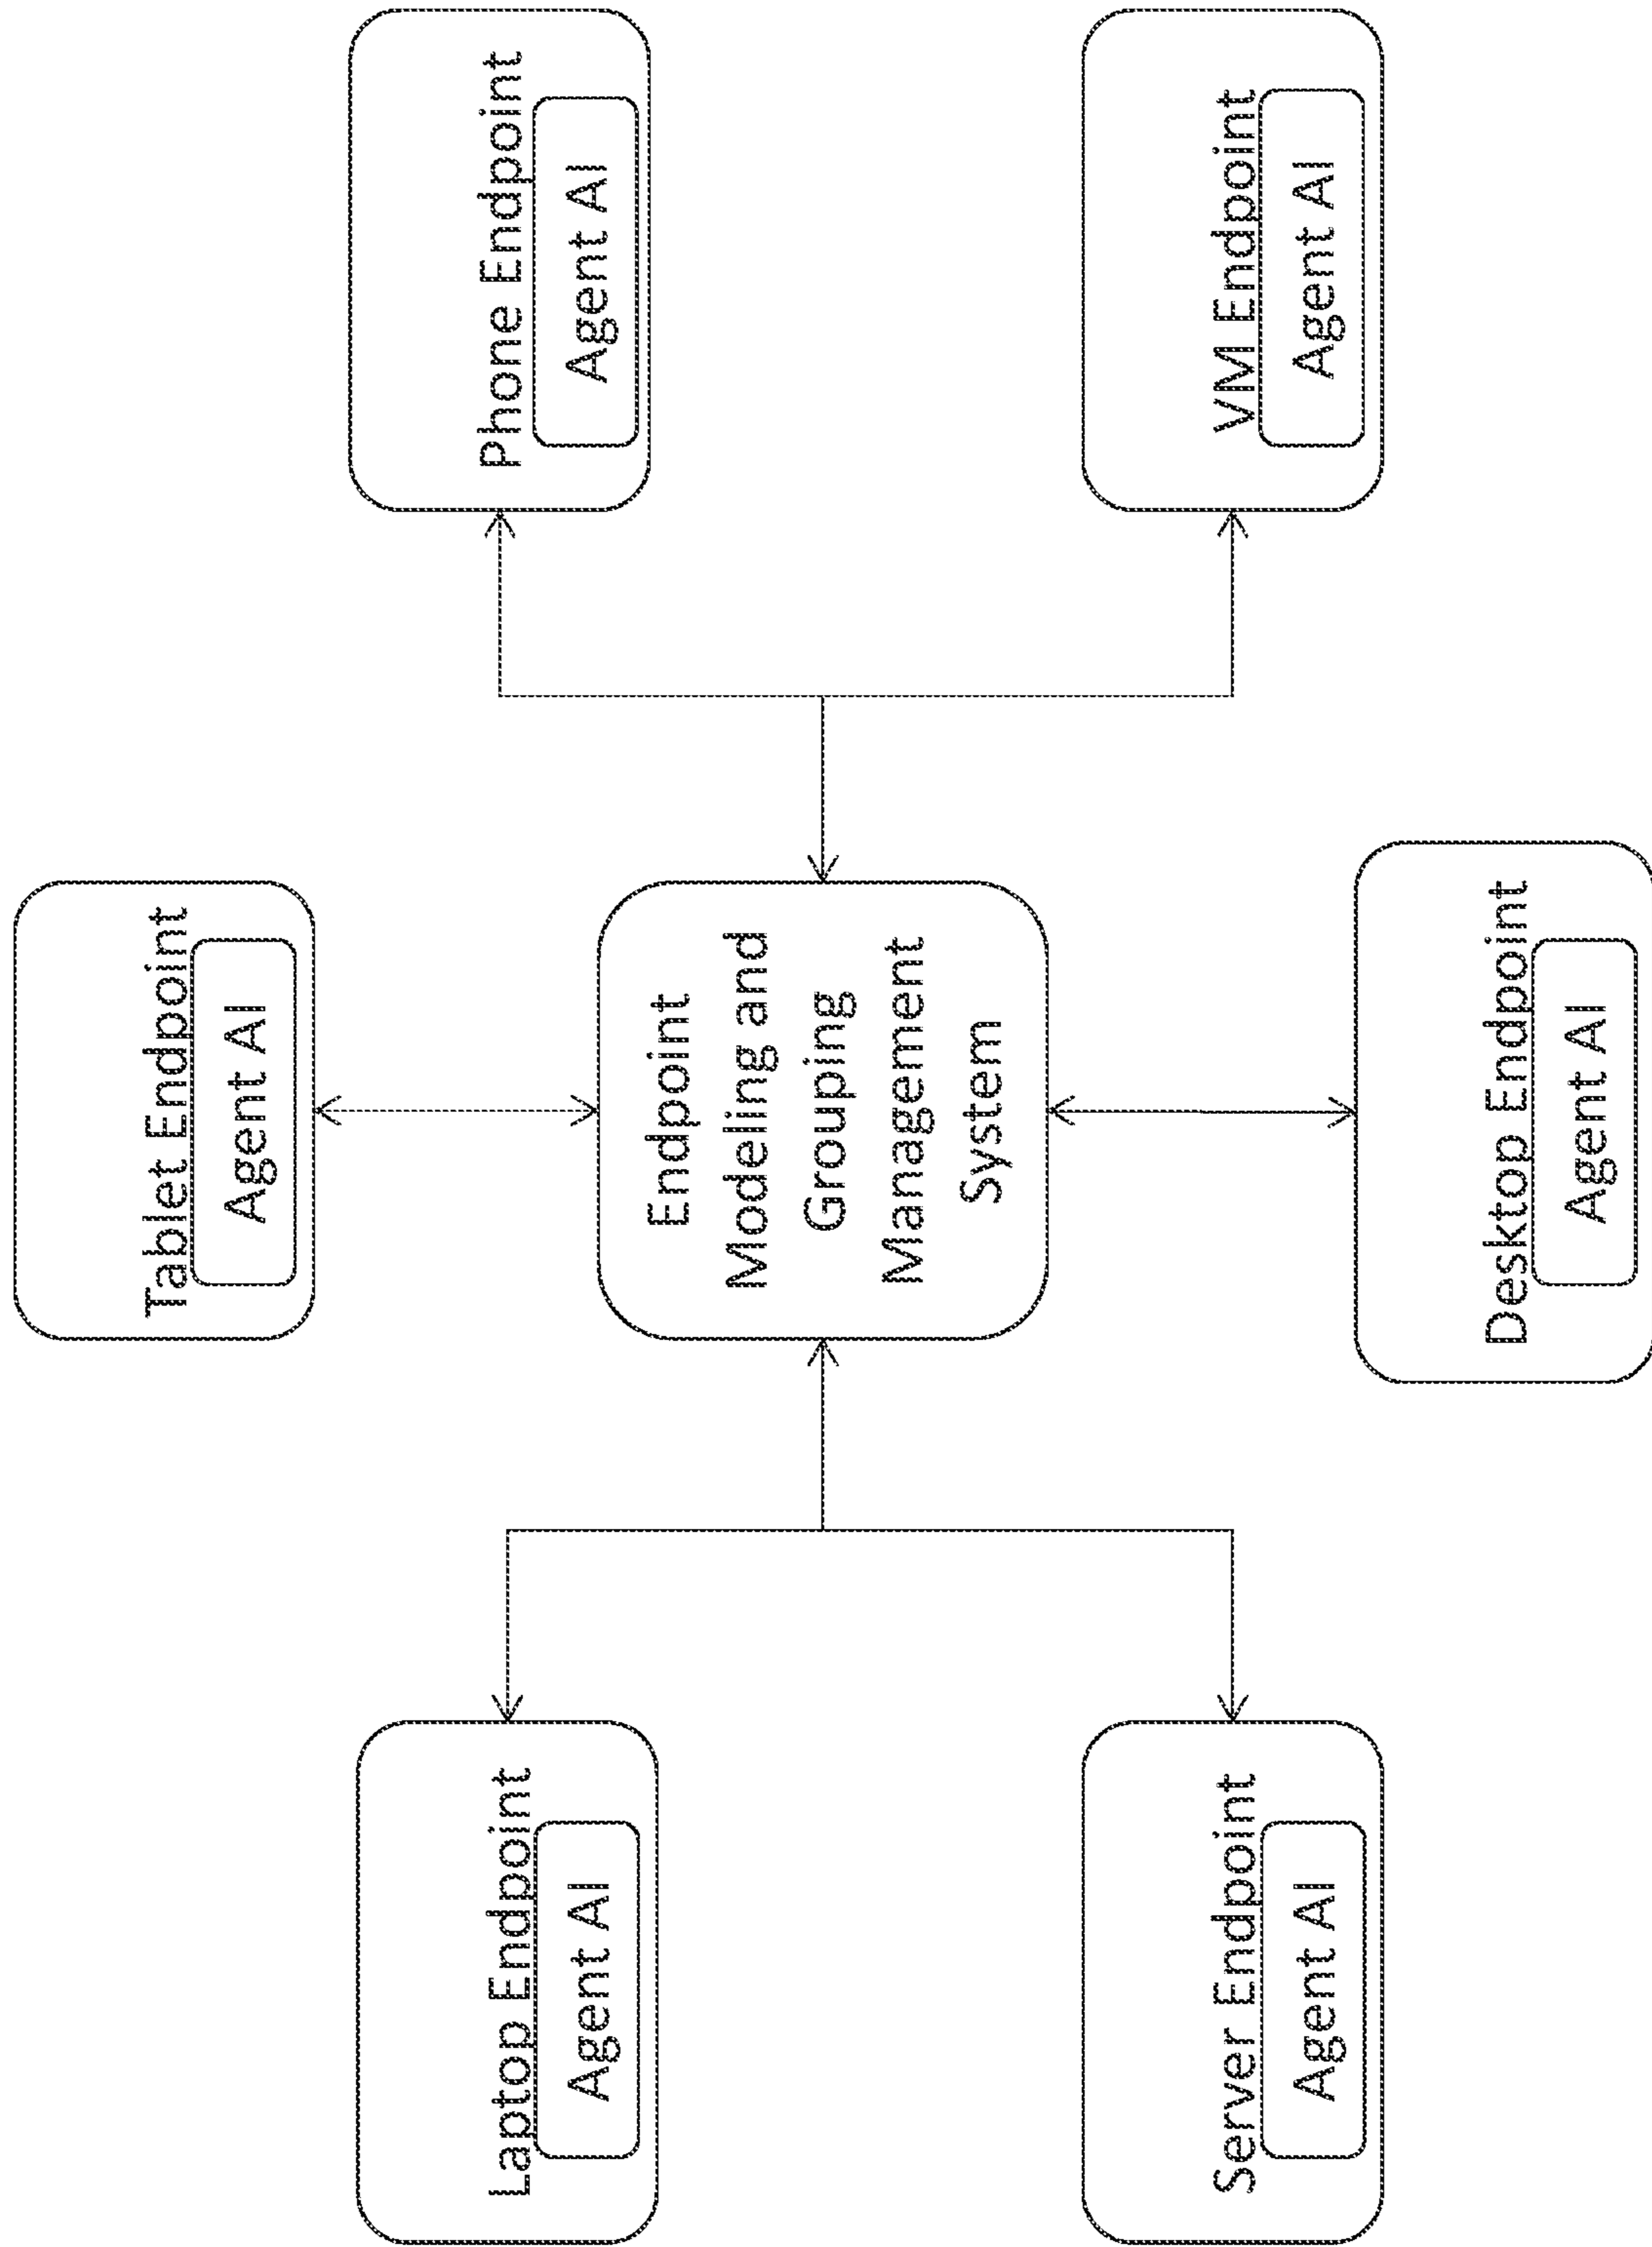 Tablet Endpoint
Agent AI
Laptop Endpoint
Agent AI
Phone Endpoint
Agent AI
Endpoint
Modeling and
Grouping
Management
System
Server Endpoint
Agent AI
VM Endpoint
Agent AI
Desktop Endpoint
Agent AI